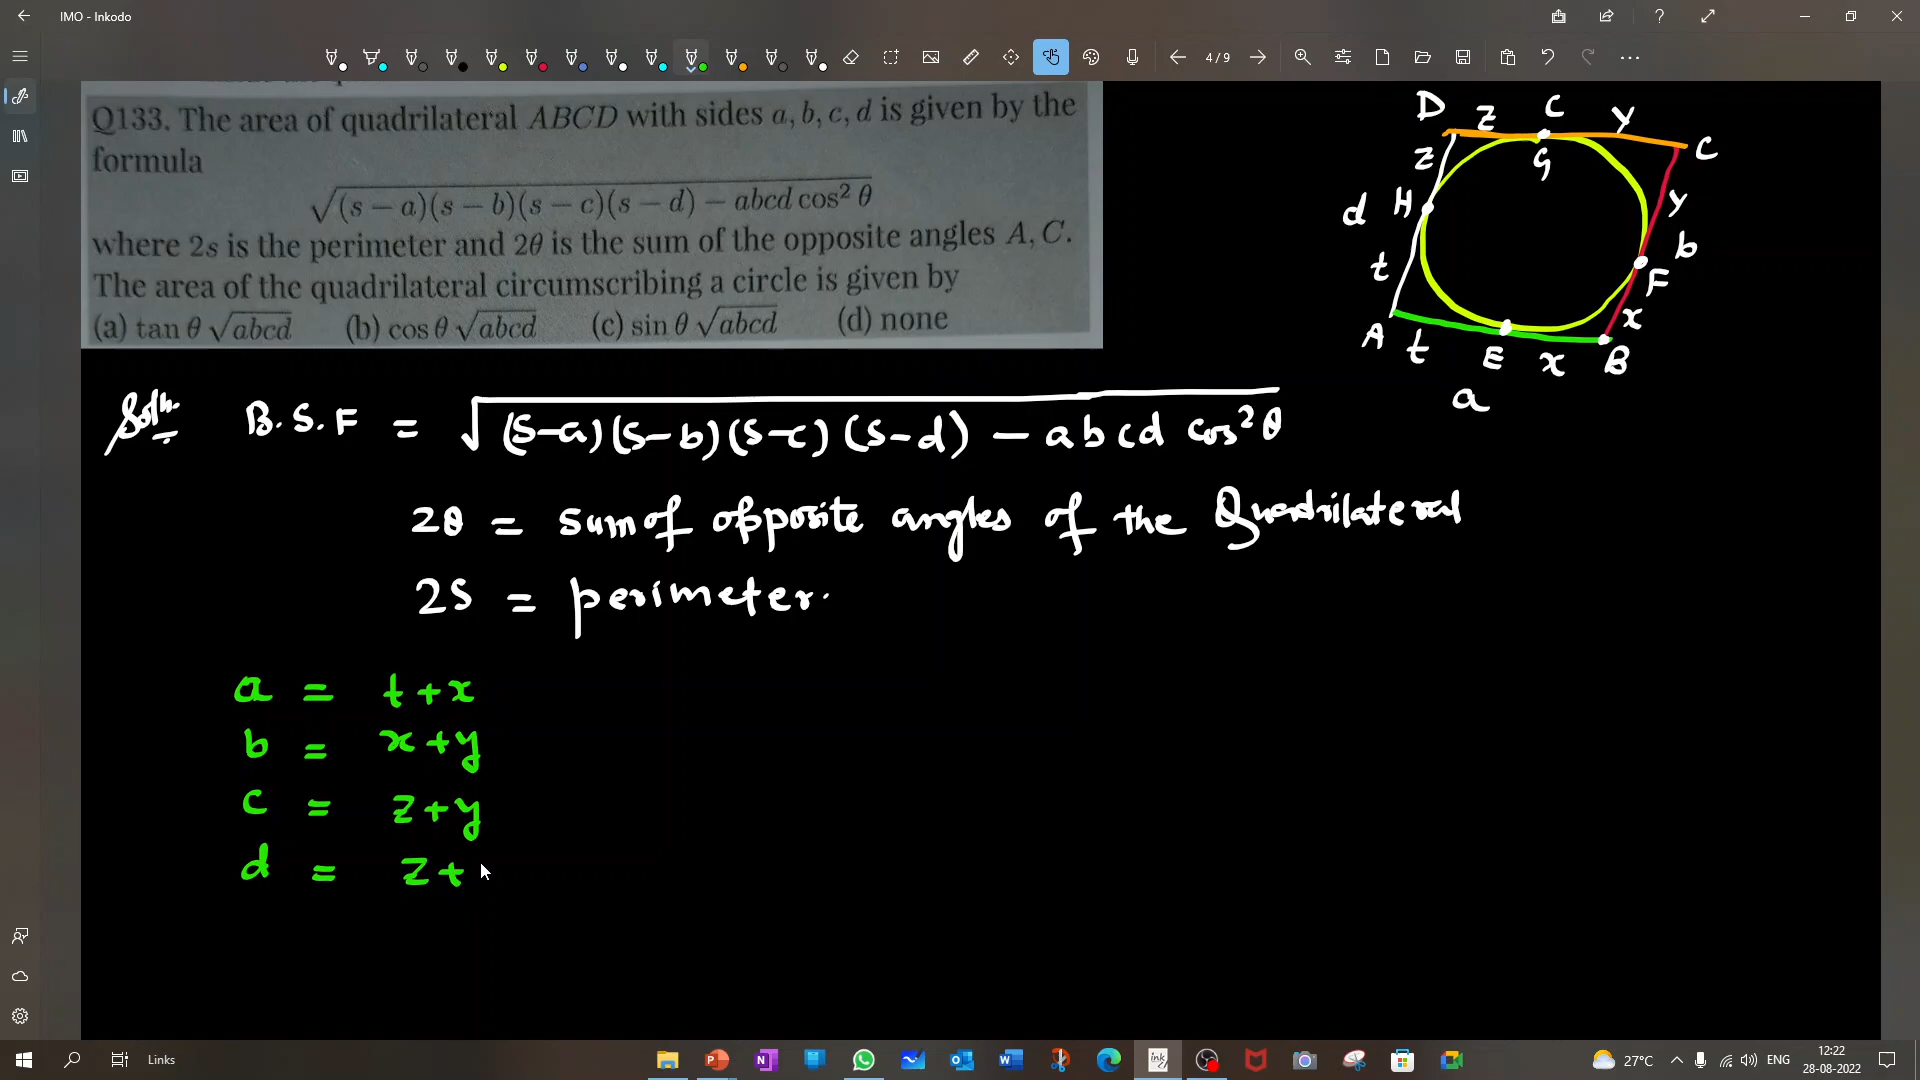 IMO - Inkodo
4/9
Q133. The area of quadrilateral ABCD with sides a, b, c, d is given by the
formula
√(s − a)(s − b)(s − c)(s − d) − abcd cos² θ
where 2s is the perimeter and 2θ is the sum of the opposite angles A, C.
The area of the quadrilateral circumscribing a circle is given by
(a) tan θ √abcd (b) cos θ √abcd (c) sin θ √abcd (d) none
D z C y
z G C
d H y
b
t F
x
A t E x B
a
Soln. B.S.F = √(S-a)(S-b)(S-c)(S-d) - abcd cos²θ
2θ = sum of opposite angles of the Quadrilateral
2S = perimeter.
a = t+x
b = x+y
c = z+y
d = z+
Links
27°C
ENG
12:22
28-08-2022